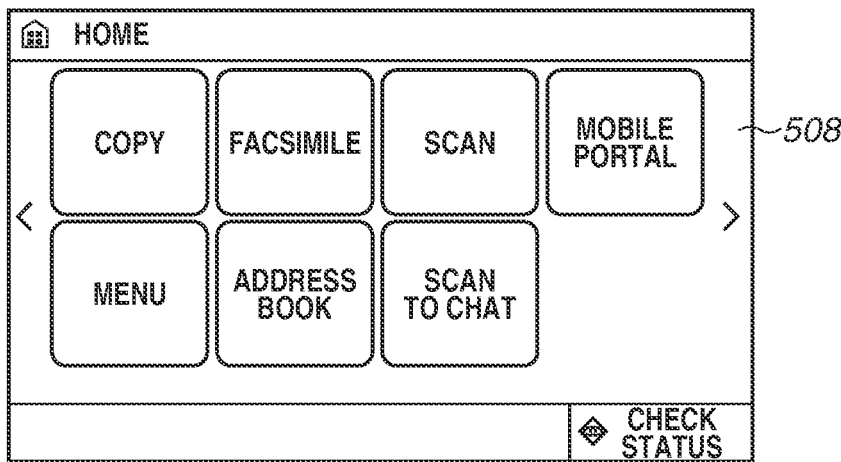 HOME
COPY
FACSIMILE
SCAN
MOBILE
PORTAL
508
<
>
MENU
ADDRESS
BOOK
SCAN
TO CHAT
CHECK
STATUS